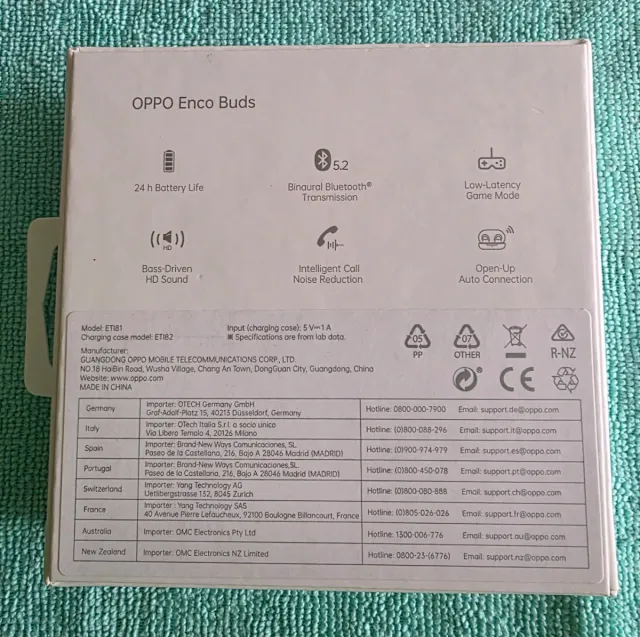 OPPO Enco Buds
24 h Battery Life
5.2
Binaural Bluetooth®
Transmission
Low-Latency
Game Mode
HD
Bass-Driven
HD Sound
Intelligent Call
Noise Reduction
Open-Up
Auto Connection
Model: ETI81
Charging case model: ETI82
Input (charging case): 5 V⎓1 A
※ Specifications are from lab data.
Manufacturer:
GUANGDONG OPPO MOBILE TELECOMMUNICATIONS CORP., LTD.
NO.18 HaiBin Road, Wusha Village, Chang An Town, DongGuan City, Guangdong, China
Website: www.oppo.com
MADE IN CHINA
05
PP
07
OTHER
R-NZ
CE
Germany
Importer: OTECH Germany GmbH
Graf-Adolf-Platz 15, 40213 Düsseldorf, Germany
Hotline: 0800-000-7900
Email: support.de@oppo.com
Italy
Importer: OTech Italia S.r.l. a socio unico
Via Libero Temolo 4, 20126 Milano
Hotline: (0)800-088-296
Email: support.it@oppo.com
Spain
Importer: Brand-New Ways Comunicaciones, SL.
Paseo de la Castellana, 216, Bajo A 28046 Madrid (MADRID)
Hotline: (0)900-974-979
Email: support.es@oppo.com
Portugal
Importer: Brand-New Ways Comunicaciones,SL.
Paseo de la Castellana, 216, Bajo A 28046 Madrid (MADRID)
Hotline: (0)800-450-078
Email: support.pt@oppo.com
Switzerland
Importer: Yang Technology AG
Uetlibergstrasse 132, 8045 Zurich
Hotline: (0)800-080-888
Email: support.ch@oppo.com
France
Importer : Yang Technology SAS
40 Avenue Pierre Lefaucheux, 92100 Boulogne Billancourt, France
Hotline: (0)805-026-026
Email: support.fr@oppo.com
Australia
Importer: OMC Electronics Pty Ltd
Hotline: 1300-006-776
Email: support.au@oppo.com
New Zealand
Importer: OMC Electronics NZ Limited
Hotline: 0800-23-(6776)
Email: support.nz@oppo.com